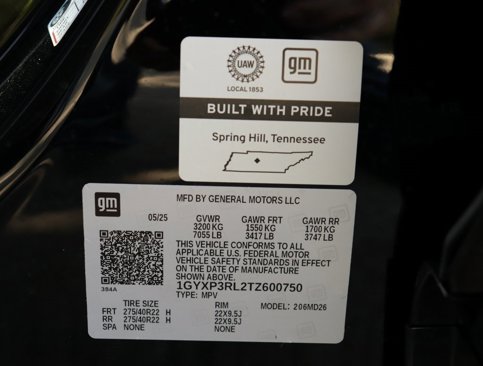 UAW
gm
LOCAL 1853
BUILT WITH PRIDE
Spring Hill, Tennessee
gm
MFD BY GENERAL MOTORS LLC
05/25 GVWR GAWR FRT GAWR RR
3200 KG 1550 KG 1700 KG
7055 LB 3417 LB 3747 LB
THIS VEHICLE CONFORMS TO ALL
APPLICABLE U.S. FEDERAL MOTOR
VEHICLE SAFETY STANDARDS IN EFFECT
ON THE DATE OF MANUFACTURE
SHOWN ABOVE.
1GYXP3RL2TZ600750
394A TYPE: MPV
TIRE SIZE RIM MODEL: 206MD26
FRT 275/40R22 H 22X9.5J
RR 275/40R22 H 22X9.5J
SPA NONE NONE